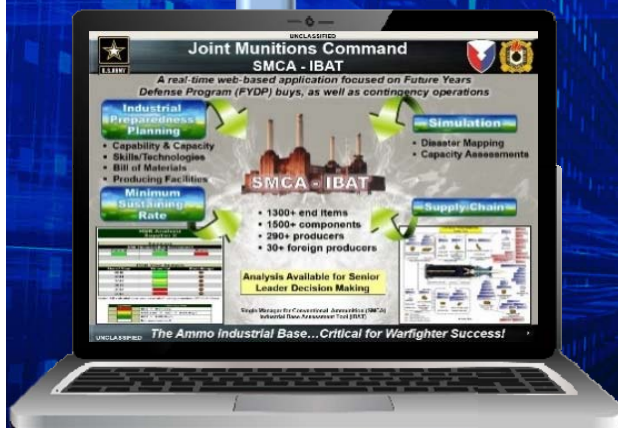 UNCLASSIFIED
U.S.ARMY
Joint Munitions Command
SMCA - IBAT
A real-time web-based application focused on Future Years
Defense Program (FYDP) buys, as well as contingency operations
Industrial
Preparedness
Planning
• Capability & Capacity
• Skills/Technologies
• Bill of Materials
• Producing Facilities
Minimum
Sustaining
Rate
SMCA - IBAT
• 1300+ end items
• 1500+ components
• 290+ producers
• 30+ foreign producers
Analysis Available for Senior
Leader Decision Making
Single Manager for Conventional Ammunition (SMCA)
Industrial Base Assessment Tool (IBAT)
Simulation
• Disaster Mapping
• Capacity Assessments
Supply Chain
UNCLASSIFIED
The Ammo Industrial Base...Critical for Warfighter Success!